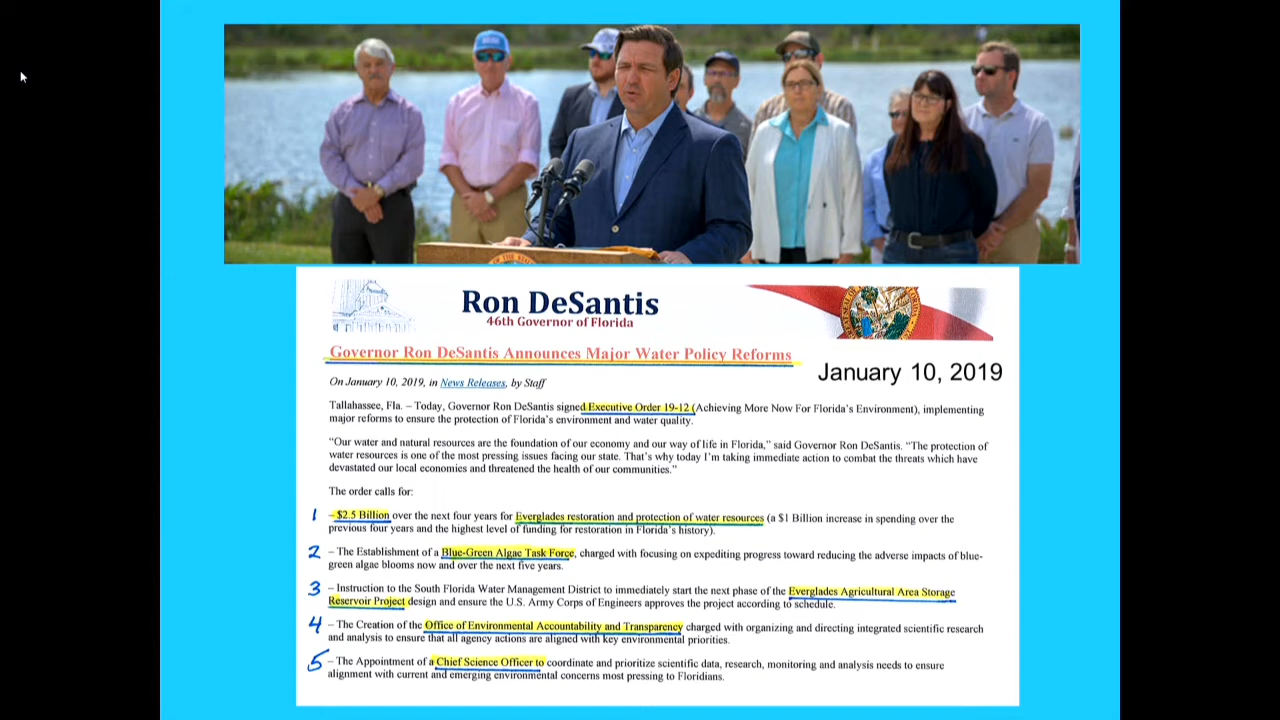 Ron DeSantis
46th Governor of Florida
Governor Ron DeSantis Announces Major Water Policy Reforms
January 10, 2019
On January 10, 2019, in News Releases, by Staff
Tallahassee, Fla. – Today, Governor Ron DeSantis signed Executive Order 19-12 (Achieving More Now For Florida's Environment), implementing
major reforms to ensure the protection of Florida's environment and water quality.
“Our water and natural resources are the foundation of our economy and our way of life in Florida,” said Governor Ron DeSantis. “The protection of
water resources is one of the most pressing issues facing our state. That's why today I'm taking immediate action to combat the threats which have
devastated our local economies and threatened the health of our communities.”
The order calls for:
1 – $2.5 Billion over the next four years for Everglades restoration and protection of water resources (a $1 Billion increase in spending over the
previous four years and the highest level of funding for restoration in Florida's history).
2 – The Establishment of a Blue-Green Algae Task Force, charged with focusing on expediting progress toward reducing the adverse impacts of blue-
green algae blooms now and over the next five years.
3 – Instruction to the South Florida Water Management District to immediately start the next phase of the Everglades Agricultural Area Storage
Reservoir Project design and ensure the U.S. Army Corps of Engineers approves the project according to schedule.
4 – The Creation of the Office of Environmental Accountability and Transparency charged with organizing and directing integrated scientific research
and analysis to ensure that all agency actions are aligned with key environmental priorities.
5 – The Appointment of a Chief Science Officer to coordinate and prioritize scientific data, research, monitoring and analysis needs to ensure
alignment with current and emerging environmental concerns most pressing to Floridians.